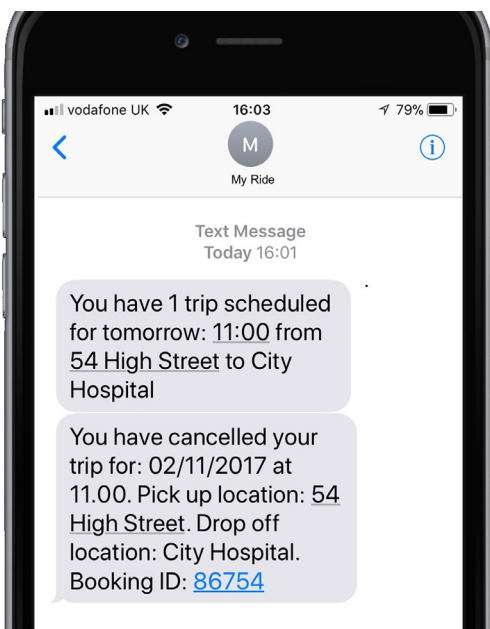 vodafone UK 16:03 79%
M
i
My Ride
Text Message
Today 16:01
You have 1 trip scheduled
for tomorrow: 11:00 from
54 High Street to City
Hospital
You have cancelled your
trip for: 02/11/2017 at
11.00. Pick up location: 54
High Street. Drop off
location: City Hospital.
Booking ID: 86754